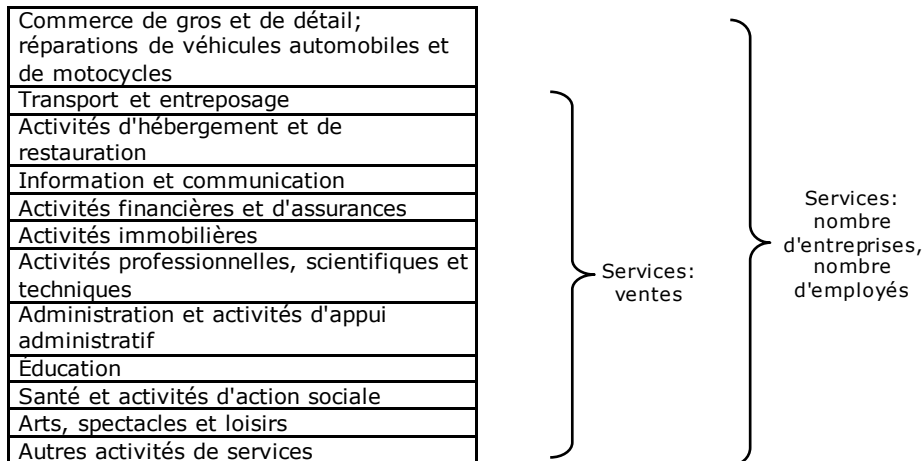 Commerce de gros et de détail;
réparations de véhicules automobiles et
de motocycles
Transport et entreposage
Activités d'hébergement et de
restauration
Information et communication
Activités financières et d'assurances
Activités immobilières
Activités professionnelles, scientifiques et
techniques
Administration et activités d'appui
administratif
Éducation
Santé et activités d'action sociale
Arts, spectacles et loisirs
Autres activités de services
Services:
ventes
Services:
nombre
d'entreprises,
nombre
d'employés